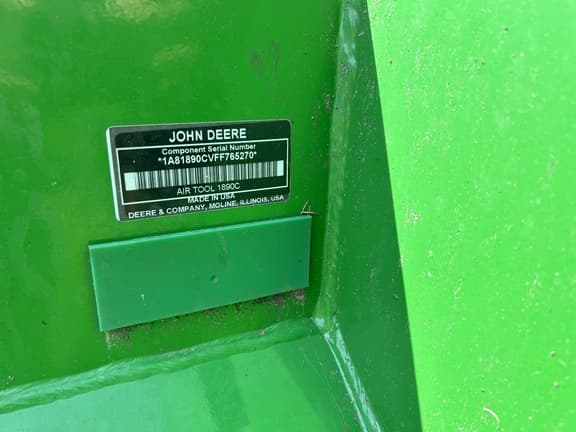 JOHN DEERE
Component Serial Number
*1A81890CVFF765270*
AIR TOOL 1890C
MADE IN USA
DEERE & COMPANY, MOLINE, ILLINOIS, USA